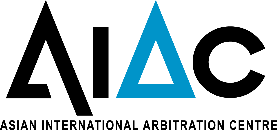 AIAC
ASIAN INTERNATIONAL ARBITRATION CENTRE